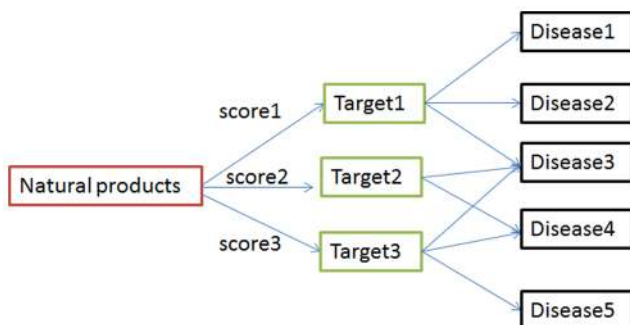 Disease1
Target1
Disease2
score1
Natural products
score2
Target2
Disease3
score3
Target3
Disease4
Disease5